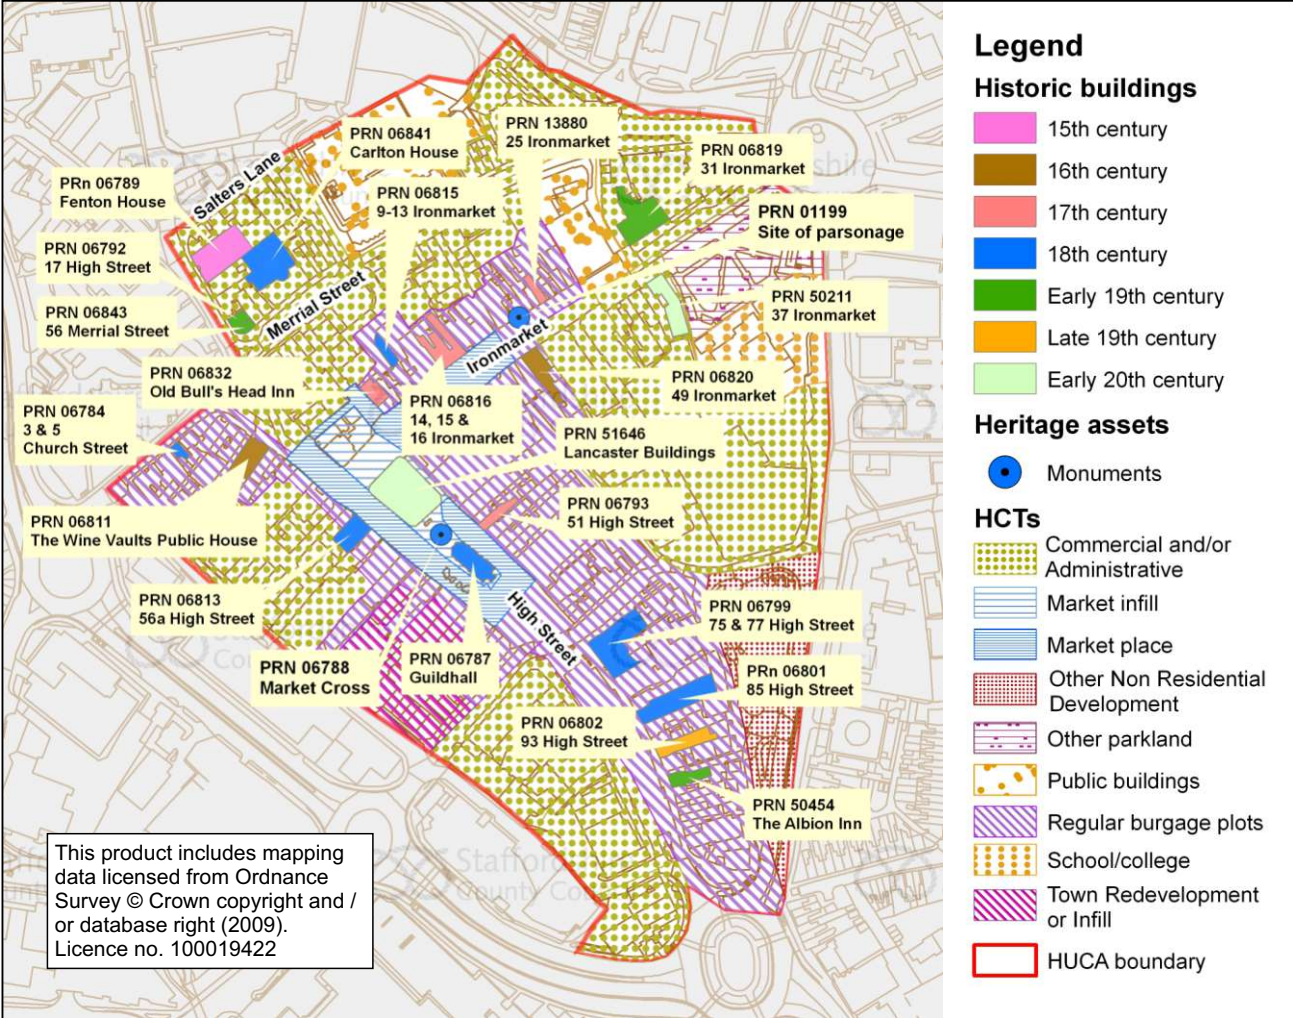 PRN 06841
Carlton House
PRN 13880
25 Ironmarket
PRN 06819
31 Ironmarket
PRn 06789
Fenton House
Salters Lane
PRN 06815
9-13 Ironmarket
PRN 01199
Site of parsonage
PRN 06792
17 High Street
PRN 06843
56 Merrial Street
Merrial Street
PRN 50211
37 Ironmarket
Ironmarket
PRN 06832
Old Bull's Head Inn
PRN 06820
49 Ironmarket
PRN 06784
3 & 5
Church Street
PRN 06816
14, 15 &
16 Ironmarket
PRN 51646
Lancaster Buildings
PRN 06811
The Wine Vaults Public House
PRN 06793
51 High Street
PRN 06813
56a High Street
High Street
PRN 06799
75 & 77 High Street
PRN 06788
Market Cross
PRN 06787
Guildhall
PRn 06801
85 High Street
PRN 06802
93 High Street
PRN 50454
The Albion Inn
This product includes mapping
data licensed from Ordnance
Survey © Crown copyright and /
or database right (2009).
Licence no. 100019422
Legend
Historic buildings
15th century
16th century
17th century
18th century
Early 19th century
Late 19th century
Early 20th century
Heritage assets
Monuments
HCTs
Commercial and/or
Administrative
Market infill
Market place
Other Non Residential
Development
Other parkland
Public buildings
Regular burgage plots
School/college
Town Redevelopment
or Infill
HUCA boundary